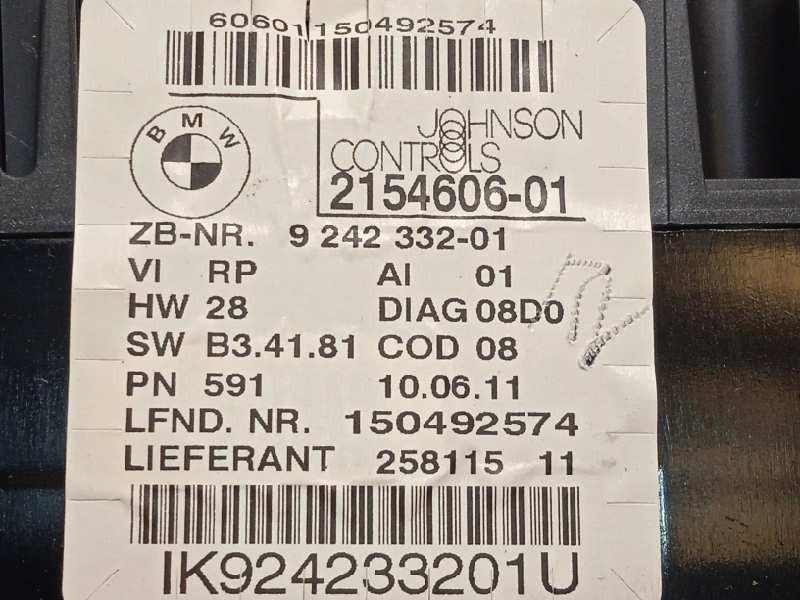 60601150492574
BMW
JOHNSON
CONTROLS
2154606-01
ZB-NR. 9 242 332-01
VI RP AI 01
HW 28 DIAG 08D0
SW B3.41.81 COD 08
PN 591 10.06.11
LFND. NR. 150492574
LIEFERANT 258115 11
IK924233201U